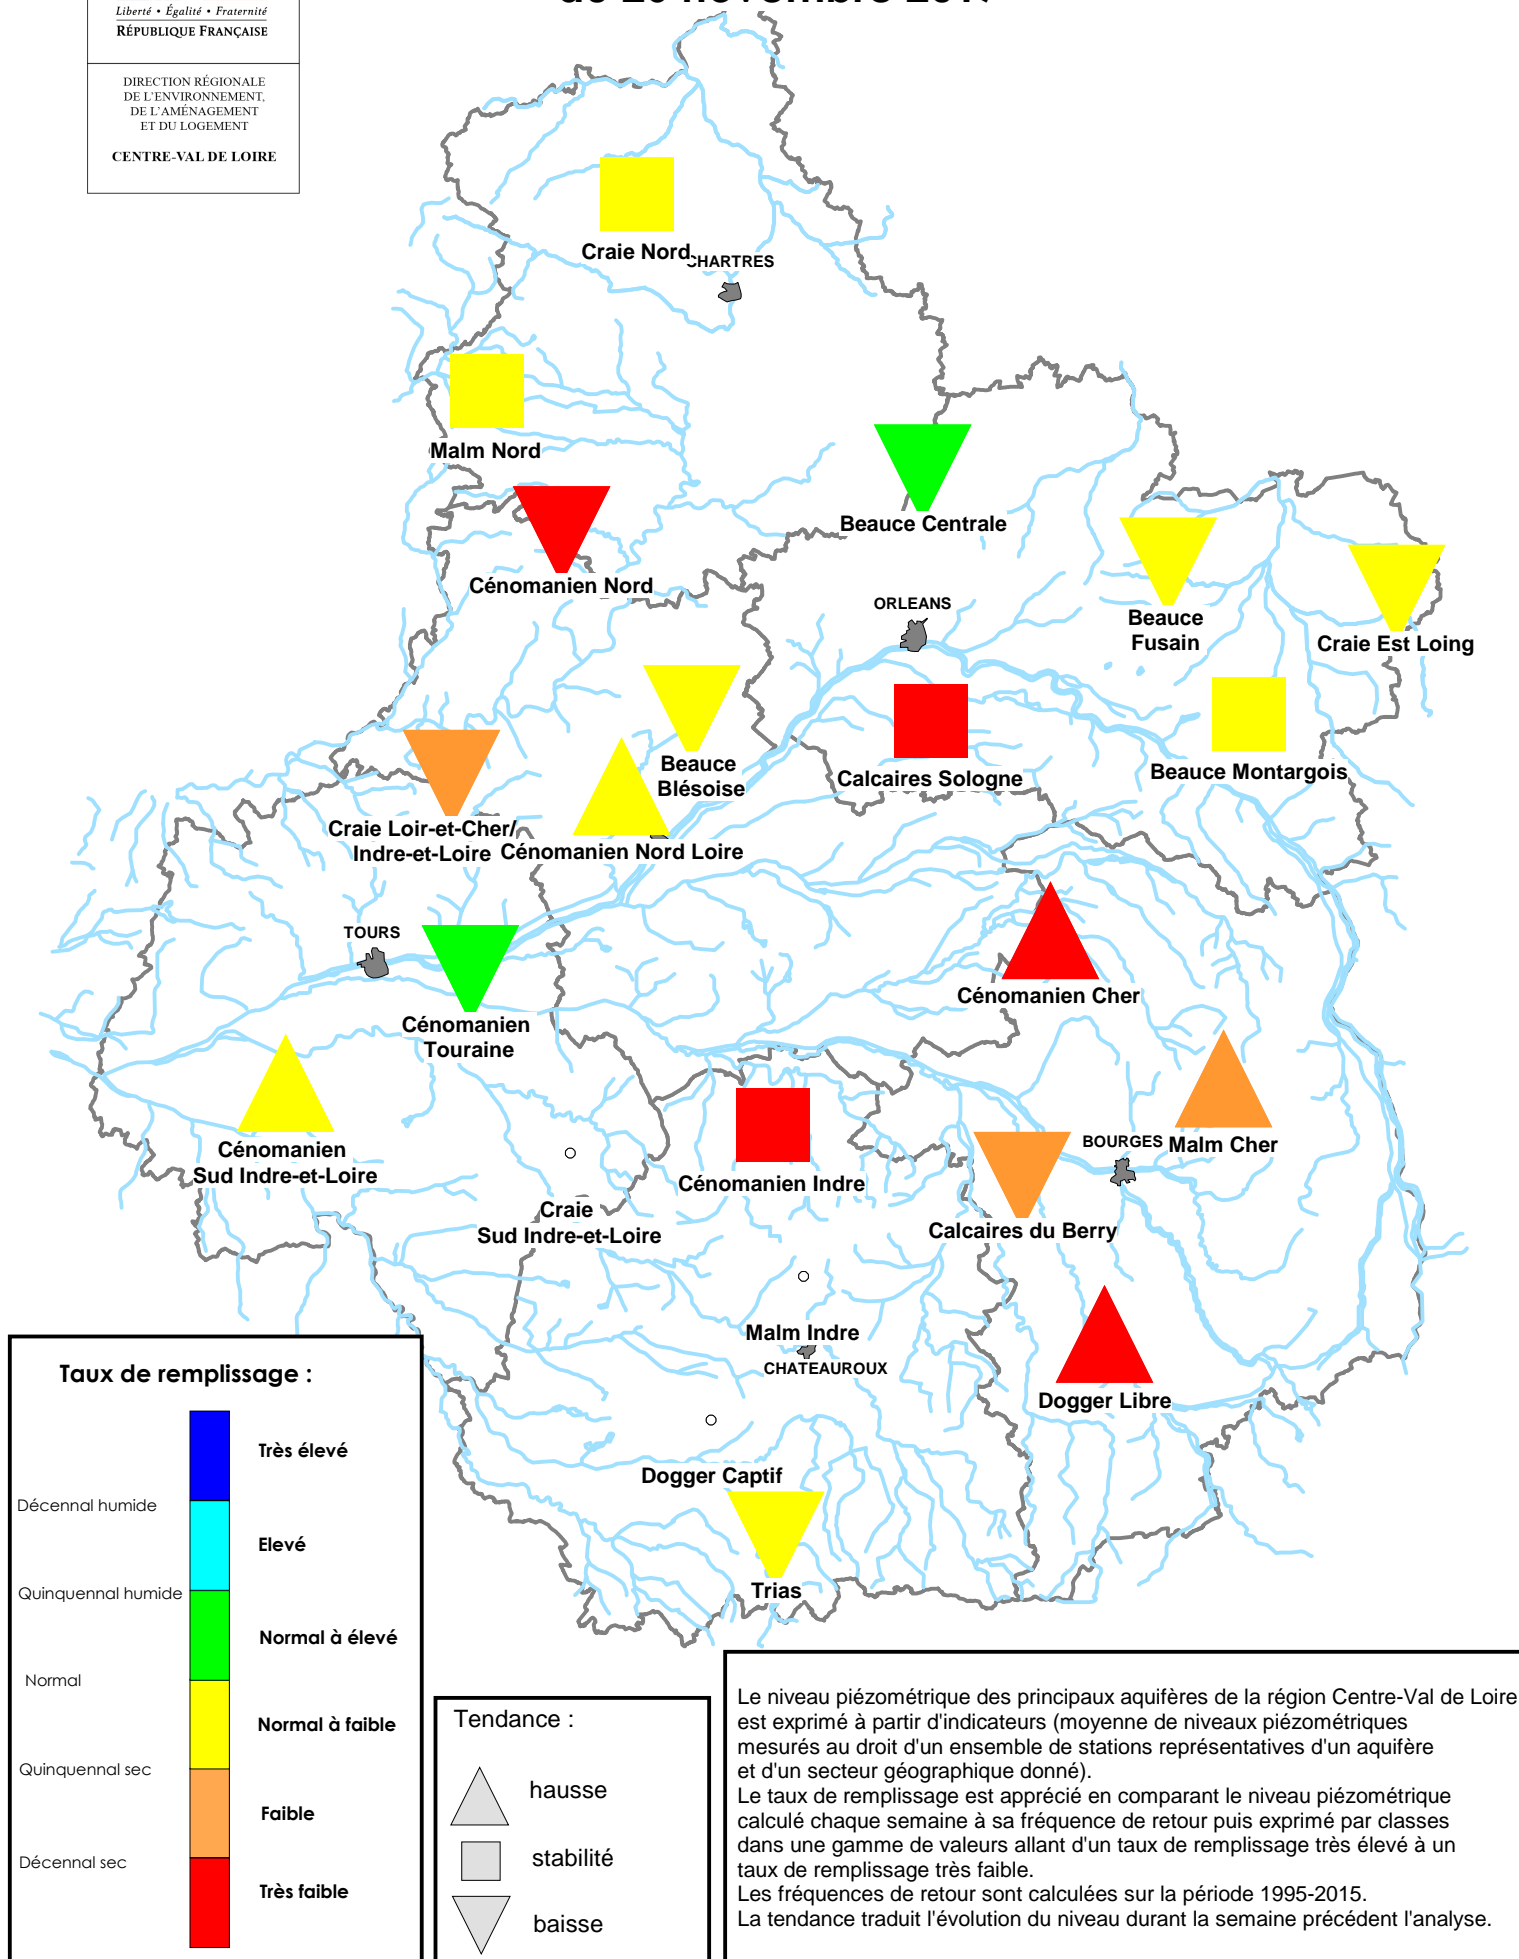 Liberté • Égalité • Fraternité
RÉPUBLIQUE FRANÇAISE
DIRECTION RÉGIONALE
DE L'ENVIRONNEMENT,
DE L'AMÉNAGEMENT
ET DU LOGEMENT
CENTRE-VAL DE LOIRE
Craie Nord
CHARTRES
Malm Nord
Beauce Centrale
Cénomanien Nord
ORLEANS
Beauce
Fusain
Craie Est Loing
Beauce
Blésoise
Calcaires Sologne
Beauce Montargois
Craie Loir-et-Cher/
Indre-et-Loire
Cénomanien Nord Loire
TOURS
Cénomanien
Touraine
Cénomanien Cher
Cénomanien
Sud Indre-et-Loire
Cénomanien Indre
BOURGES
Malm Cher
Craie
Sud Indre-et-Loire
Calcaires du Berry
Malm Indre
CHATEAUROUX
Dogger Libre
Dogger Captif
Trias
Taux de remplissage :
Très élevé
Décennal humide
Elevé
Quinquennal humide
Normal à élevé
Normal
Normal à faible
Quinquennal sec
Faible
Décennal sec
Très faible
Tendance :
hausse
stabilité
baisse
Le niveau piézométrique des principaux aquifères de la région Centre-Val de Loire
est exprimé à partir d'indicateurs (moyenne de niveaux piézométriques
mesurés au droit d'un ensemble de stations représentatives d'un aquifère
et d'un secteur géographique donné).
Le taux de remplissage est apprécié en comparant le niveau piézométrique
calculé chaque semaine à sa fréquence de retour puis exprimé par classes
dans une gamme de valeurs allant d'un taux de remplissage très élevé à un
taux de remplissage très faible.
Les fréquences de retour sont calculées sur la période 1995-2015.
La tendance traduit l'évolution du niveau durant la semaine précédent l'analyse.